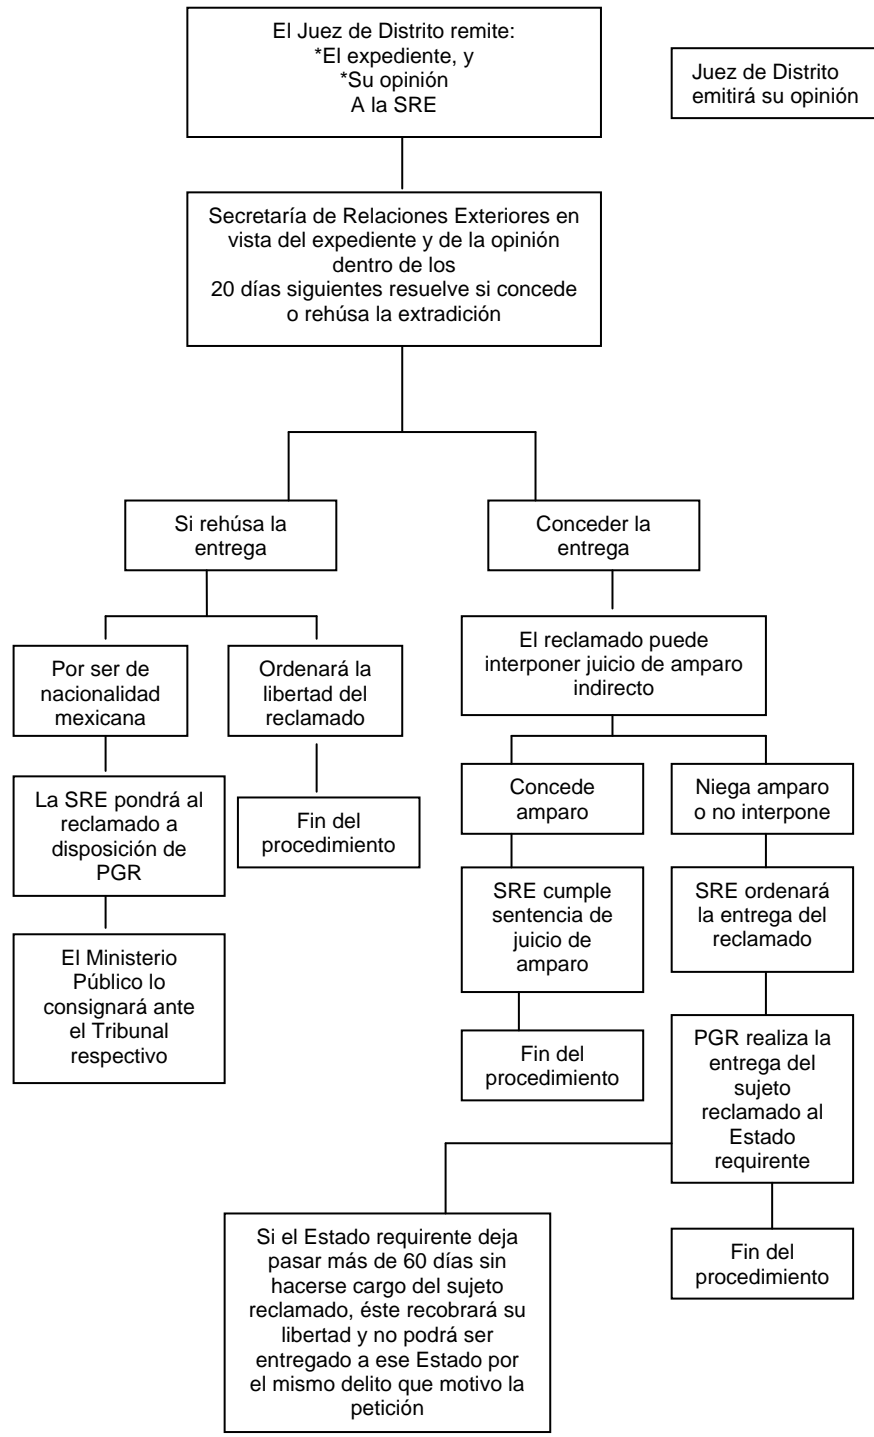 El Juez de Distrito remite:
*El expediente, y
*Su opinión
A la SRE
Juez de Distrito
emitirá su opinión
Secretaría de Relaciones Exteriores en
vista del expediente y de la opinión
dentro de los
20 días siguientes resuelve si concede
o rehúsa la extradición
Si rehúsa la
entrega
Conceder la
entrega
Por ser de
nacionalidad
mexicana
Ordenará la
libertad del
reclamado
El reclamado puede
interponer juicio de amparo
indirecto
La SRE pondrá al
reclamado a
disposición de
PGR
Fin del
procedimiento
Concede
amparo
Niega amparo
o no interpone
El Ministerio
Público lo
consignará ante
el Tribunal
respectivo
SRE cumple
sentencia de
juicio de
amparo
SRE ordenará
la entrega del
reclamado
Fin del
procedimiento
PGR realiza la
entrega del
sujeto
reclamado al
Estado
requirente
Si el Estado requirente deja
pasar más de 60 días sin
hacerse cargo del sujeto
reclamado, éste recobrará su
libertad y no podrá ser
entregado a ese Estado por
el mismo delito que motivo la
petición
Fin del
procedimiento